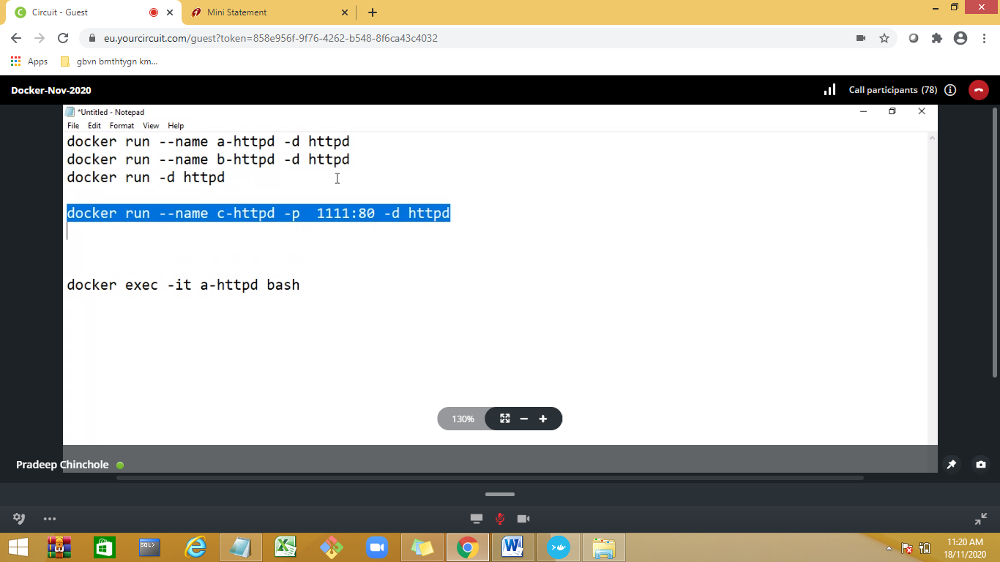 Circuit - Guest
Mini Statement
eu.yourcircuit.com/guest?token=858e956f-9f76-4262-b548-8f6ca43c4032
Apps
gbvn bmthtygn km...
Docker-Nov-2020
Call participants (78)
*Untitled - Notepad
File Edit Format View Help
docker run --name a-httpd -d httpd
docker run --name b-httpd -d httpd
docker run -d httpd
docker run --name c-httpd -p  1111:80 -d httpd
docker exec -it a-httpd bash
130%
Pradeep Chinchole
SQL>
11:20 AM
18/11/2020